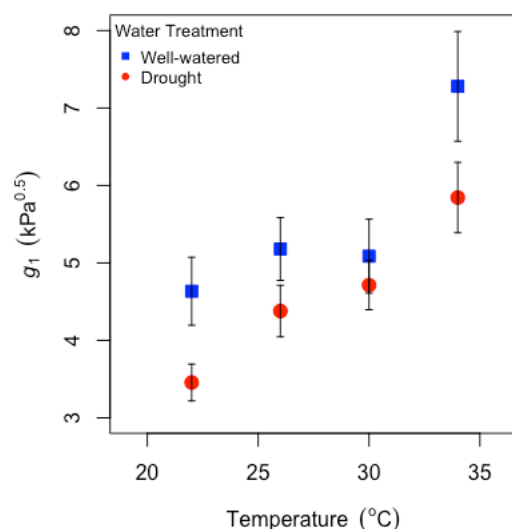 Water Treatment
Well-watered
Drought
8
7
6
5
4
3
g₁ (kPa⁰·⁵)
20
25
30
35
Temperature (°C)